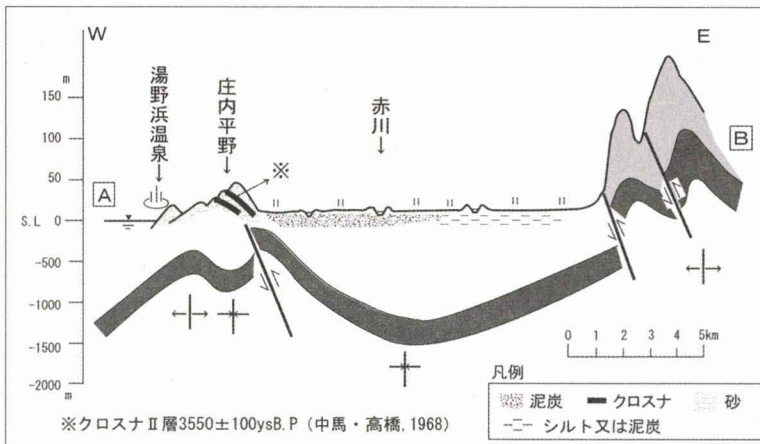 W
E
m
150
100
50
S.L 0
-500
-1000
-1500
-2000
m
湯野浜温泉
庄内平野
赤川
※
A
B
0 1 2 3 4 5km
凡例
泥炭 クロスナ 砂
シルト又は泥炭
※クロスナⅡ層3550±100ysB.P (中馬・高橋,1968)